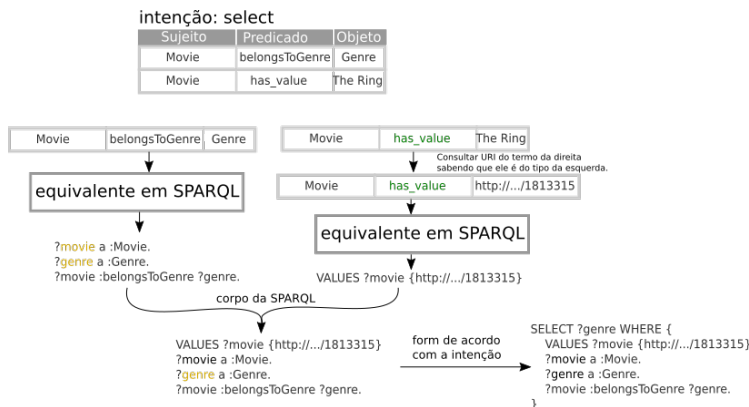 intenção: select
Sujeito Predicado Objeto
Movie belongsToGenre Genre
Movie has_value The Ring
Movie belongsToGenre Genre
equivalente em SPARQL
?movie a :Movie.
?genre a :Genre.
?movie :belongsToGenre ?genre.
Movie has_value The Ring
Consultar URI do termo da direita
sabendo que ele é do tipo da esquerda.
Movie has_value http://.../1813315
equivalente em SPARQL
VALUES ?movie {http://.../1813315}
corpo da SPARQL
VALUES ?movie {http://.../1813315}
?movie a :Movie.
?genre a :Genre.
?movie :belongsToGenre ?genre.
form de acordo
com a intenção
SELECT ?genre WHERE {
VALUES ?movie {http://.../1813315}
?movie a :Movie.
?genre a :Genre.
?movie :belongsToGenre ?genre.
}